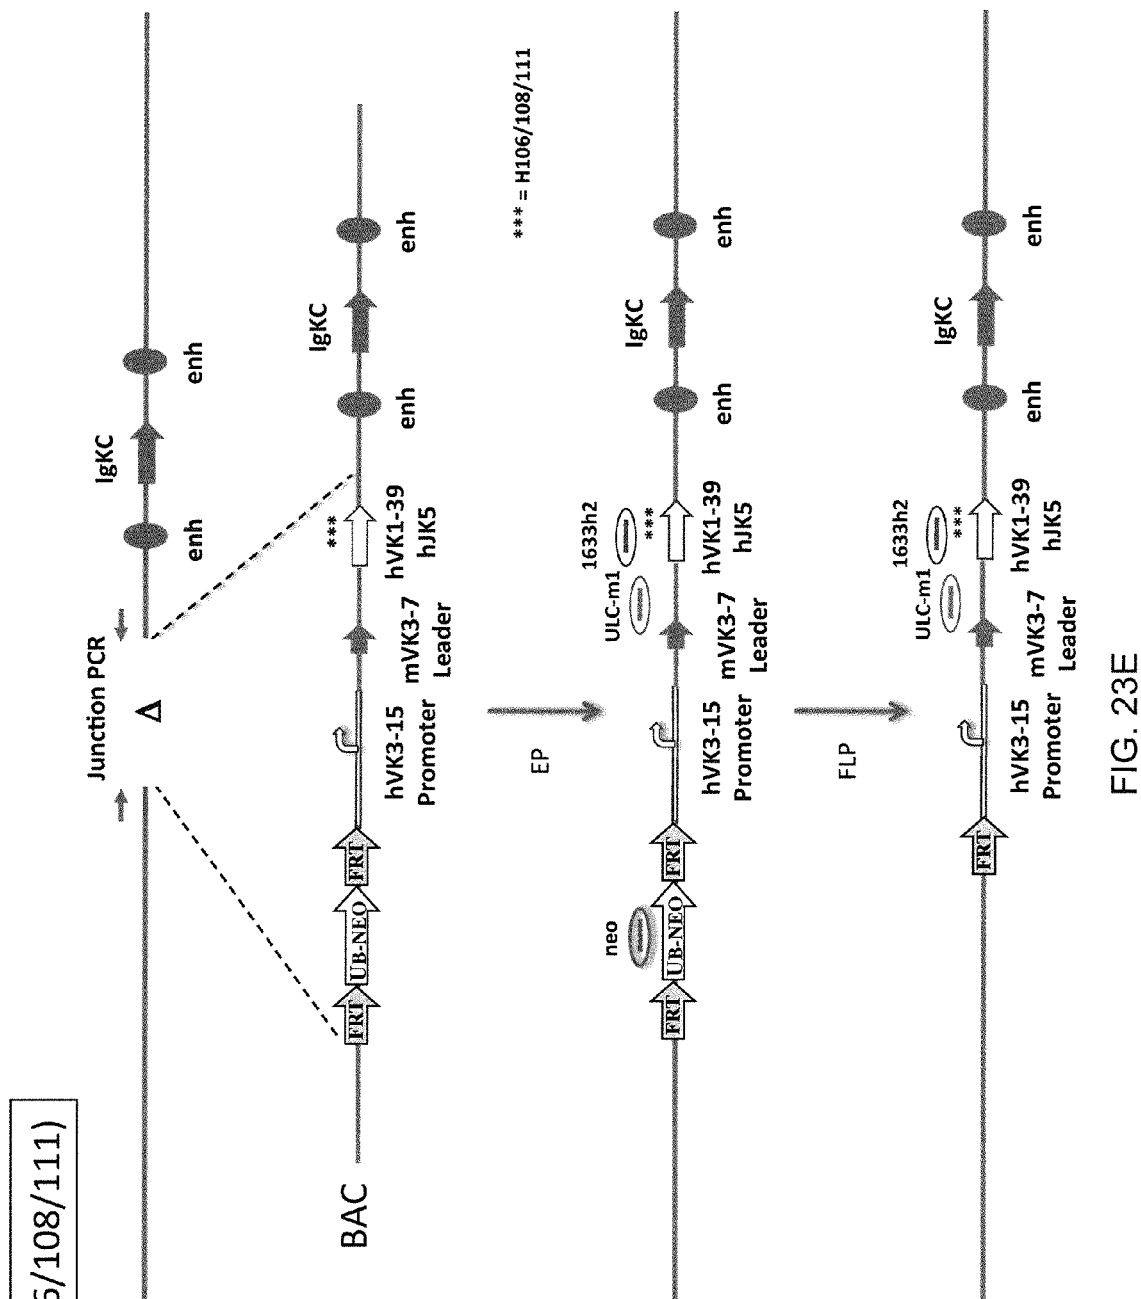 6/108/111)
Junction PCR
Δ
IgKC
enh
enh
BAC
FRT
UB-NEO
FRT
hVK3-15
Promoter
mVK3-7
Leader
***
hVK1-39
hJK5
enh
IgKC
enh
*** = H106/108/111
EP
neo
FRT
UB-NEO
FRT
hVK3-15
Promoter
mVK3-7
Leader
ULC-m1
1633h2
***
hVK1-39
hJK5
enh
IgKC
enh
FLP
FRT
hVK3-15
Promoter
mVK3-7
Leader
ULC-m1
1633h2
***
hVK1-39
hJK5
enh
IgKC
enh
FIG. 23E